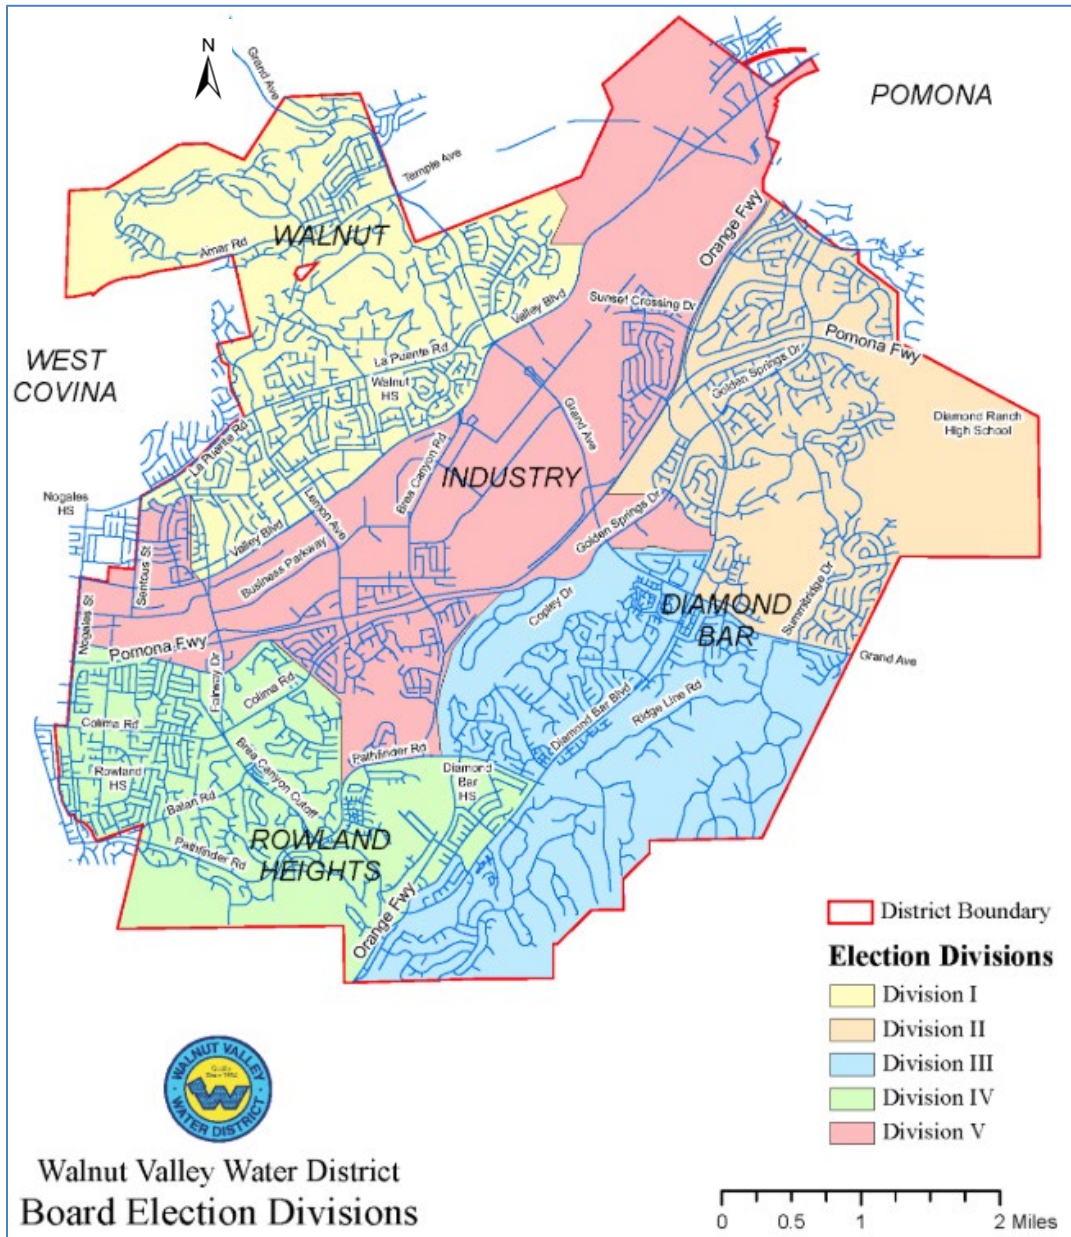 N
Grand Ave
POMONA
Temple Ave
WALNUT
Amar Rd
Orange Fwy
Sunset Crossing Dr
Valley Blvd
Pomona Fwy
WEST
COVINA
La Puente Rd
Walnut
HS
Golden Springs Dr
Grand Ave
Diamond Ranch
High School
La Puente Rd
Brea Canyon Rd
INDUSTRY
Nogales
HS
Lemon Ave
Valley Blvd
Golden Springs Dr
Sentous St
Business Parkway
Nogales St
Copley Dr
DIAMOND
BAR
Summitridge Dr
Pomona Fwy
Grand Ave
Fairway Dr
Colima Rd
Ridge Line Rd
Colima Rd
Diamond Bar Blvd
Pathfinder Rd
Rowland
HS
Brea Canyon Cutoff
Diamond
Bar
HS
Batan Rd
ROWLAND
HEIGHTS
Pathfinder Rd
Orange Fwy
District Boundary
Election Divisions
Division I
Division II
Division III
Division IV
Division V
WALNUT VALLEY
WATER DISTRICT
Walnut Valley Water District
Board Election Divisions
0 0.5 1 2 Miles